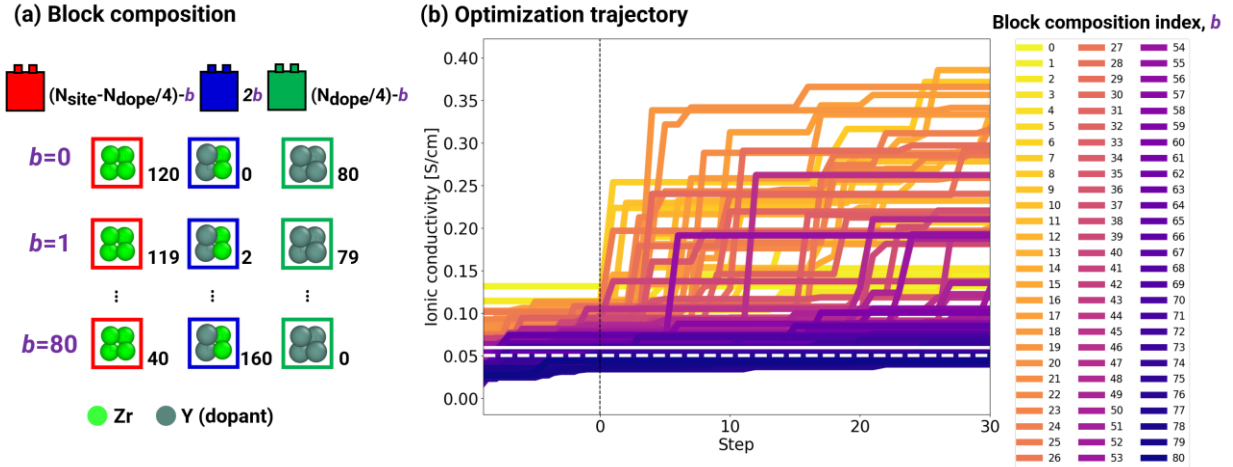 (a) Block composition
(N_site-N_dope/4)-b
2b
(N_dope/4)-b
b=0
120
0
80
b=1
119
2
79
⋮
⋮
⋮
b=80
40
160
0
Zr
Y (dopant)
(b) Optimization trajectory
Ionic conductivity [S/cm]
0.40
0.35
0.30
0.25
0.20
0.15
0.10
0.05
0.00
0
10
20
30
Step
Block composition index, b
0 27 54
1 28 55
2 29 56
3 30 57
4 31 58
5 32 59
6 33 60
7 34 61
8 35 62
9 36 63
10 37 64
11 38 65
12 39 66
13 40 67
14 41 68
15 42 69
16 43 70
17 44 71
18 45 72
19 46 73
20 47 74
21 48 75
22 49 76
23 50 77
24 51 78
25 52 79
26 53 80